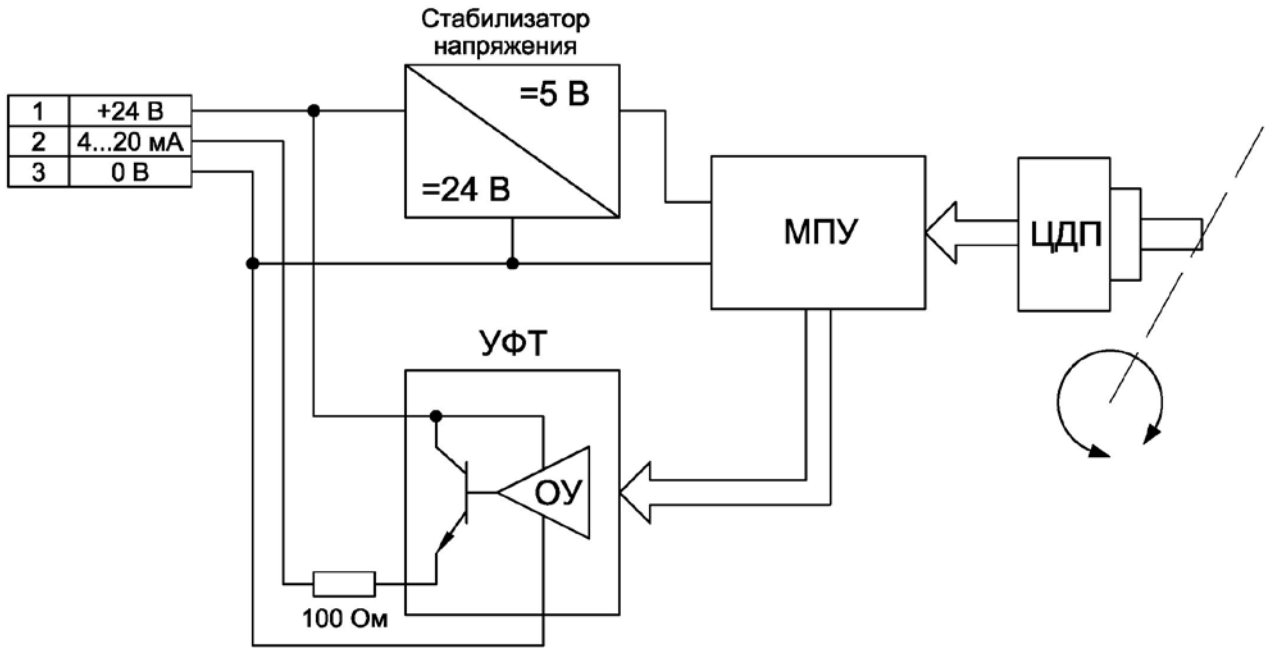 Стабилизатор
напряжения
=5 В
=24 В
1 +24 В
2 4...20 мА
3 0 В
МПУ
ЦДП
УФТ
ОУ
100 Ом